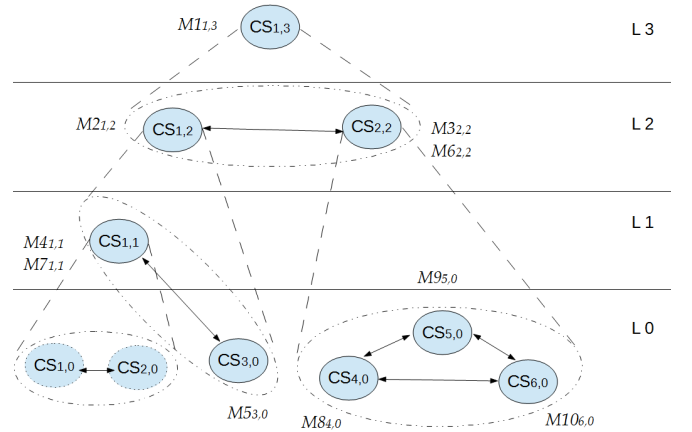 M1₁,₃
CS₁,₃
L 3
M2₁,₂
CS₁,₂
CS₂,₂
M3₂,₂
M6₂,₂
L 2
M4₁,₁
M7₁,₁
CS₁,₁
L 1
M9₅,₀
L 0
CS₅,₀
CS₁,₀
CS₂,₀
CS₃,₀
CS₄,₀
CS₆,₀
M5₃,₀
M8₄,₀
M10₆,₀